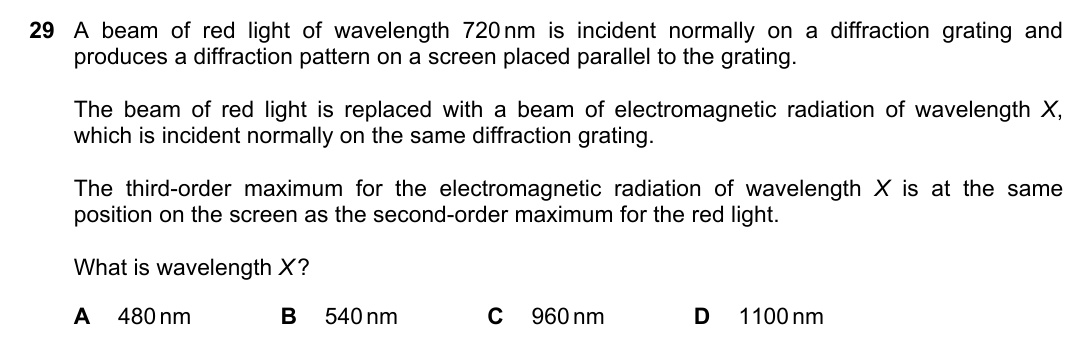 29 A beam of red light of wavelength 720 nm is incident normally on a diffraction grating and
produces a diffraction pattern on a screen placed parallel to the grating.
The beam of red light is replaced with a beam of electromagnetic radiation of wavelength X,
which is incident normally on the same diffraction grating.
The third-order maximum for the electromagnetic radiation of wavelength X is at the same
position on the screen as the second-order maximum for the red light.
What is wavelength X?
A 480 nm B 540 nm C 960 nm D 1100 nm